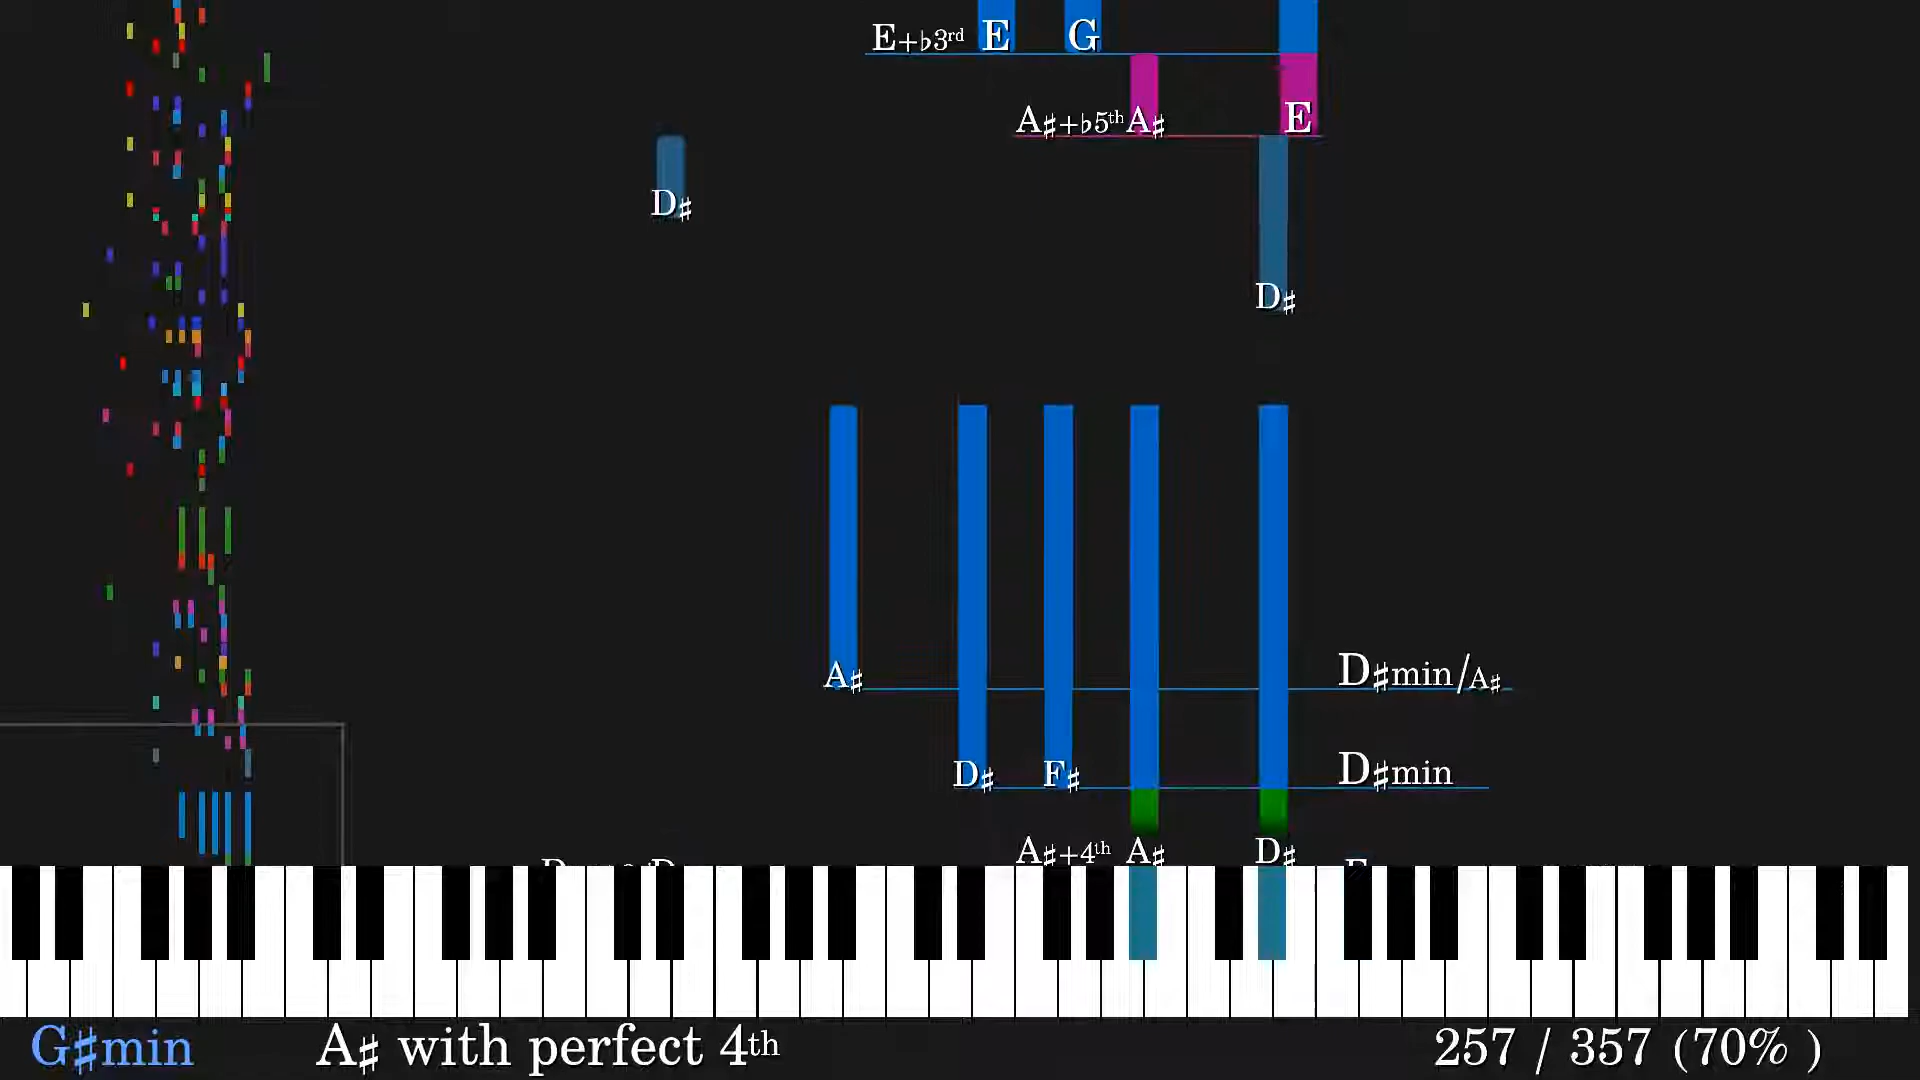 E+♭3rd E G
A♯+♭5th A♯ E
D♯
D♯
A♯ D♯min/A♯
D♯ F♯ D♯min
A♯+4th A♯ D♯
G♯min A♯ with perfect 4th 257 / 357 (70% )